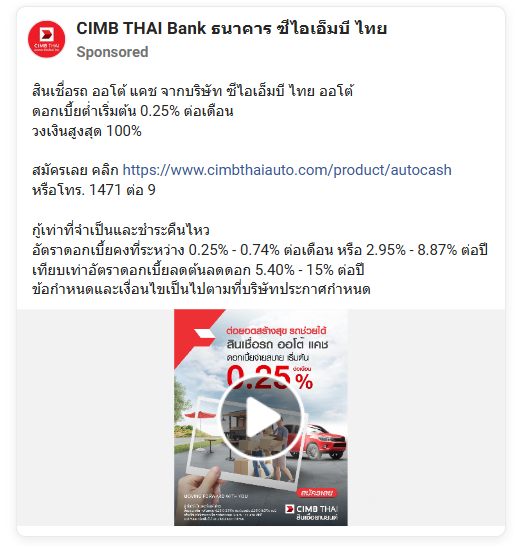 CIMB THAI Bank ธนาคาร ซีไอเอ็มบี ไทย
Sponsored
สินเชื่อรถ ออโต้ แคช จากบริษัท ซีไอเอ็มบี ไทย ออโต้
ดอกเบี้ยต่ำเริ่มต้น 0.25% ต่อเดือน
วงเงินสูงสุด 100%
สมัครเลย คลิก https://www.cimbthaiauto.com/product/autocash
หรือโทร. 1471 ต่อ 9
กู้เท่าที่จำเป็นและชำระคืนไหว
อัตราดอกเบี้ยคงที่ระหว่าง 0.25% - 0.74% ต่อเดือน หรือ 2.95% - 8.87% ต่อปี
เทียบเท่าอัตราดอกเบี้ยลดต้นลดดอก 5.40% - 15% ต่อปี
ข้อกำหนดและเงื่อนไขเป็นไปตามที่บริษัทประกาศกำหนด
CIMB THAI
ต่อยอดสร้างสุข รถช่วยได้
สินเชื่อรถ ออโต้ แคช
ดอกเบี้ยจ่ายสบาย เริ่มต้น
0.25% ต่อเดือน
MOVING FORWARD WITH YOU
สมัครเลย
CIMB THAI
สินเชื่อยานยนต์